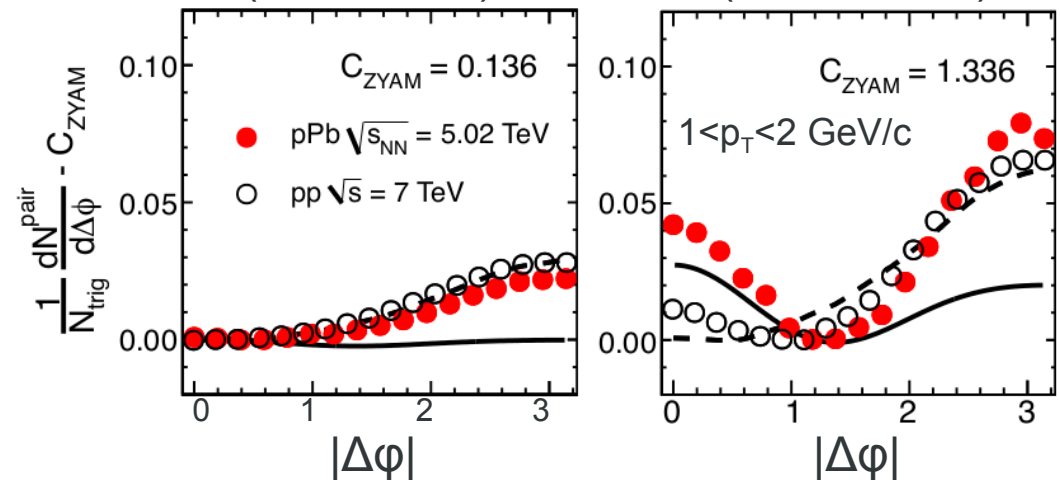 1/N_trig dN^pair/dΔϕ - C_ZYAM
0.10
0.05
0.00
C_ZYAM = 0.136
pPb √s_NN = 5.02 TeV
pp √s = 7 TeV
0 1 2 3
|Δφ|
0.10
0.05
0.00
C_ZYAM = 1.336
1<p_T<2 GeV/c
0 1 2 3
|Δφ|